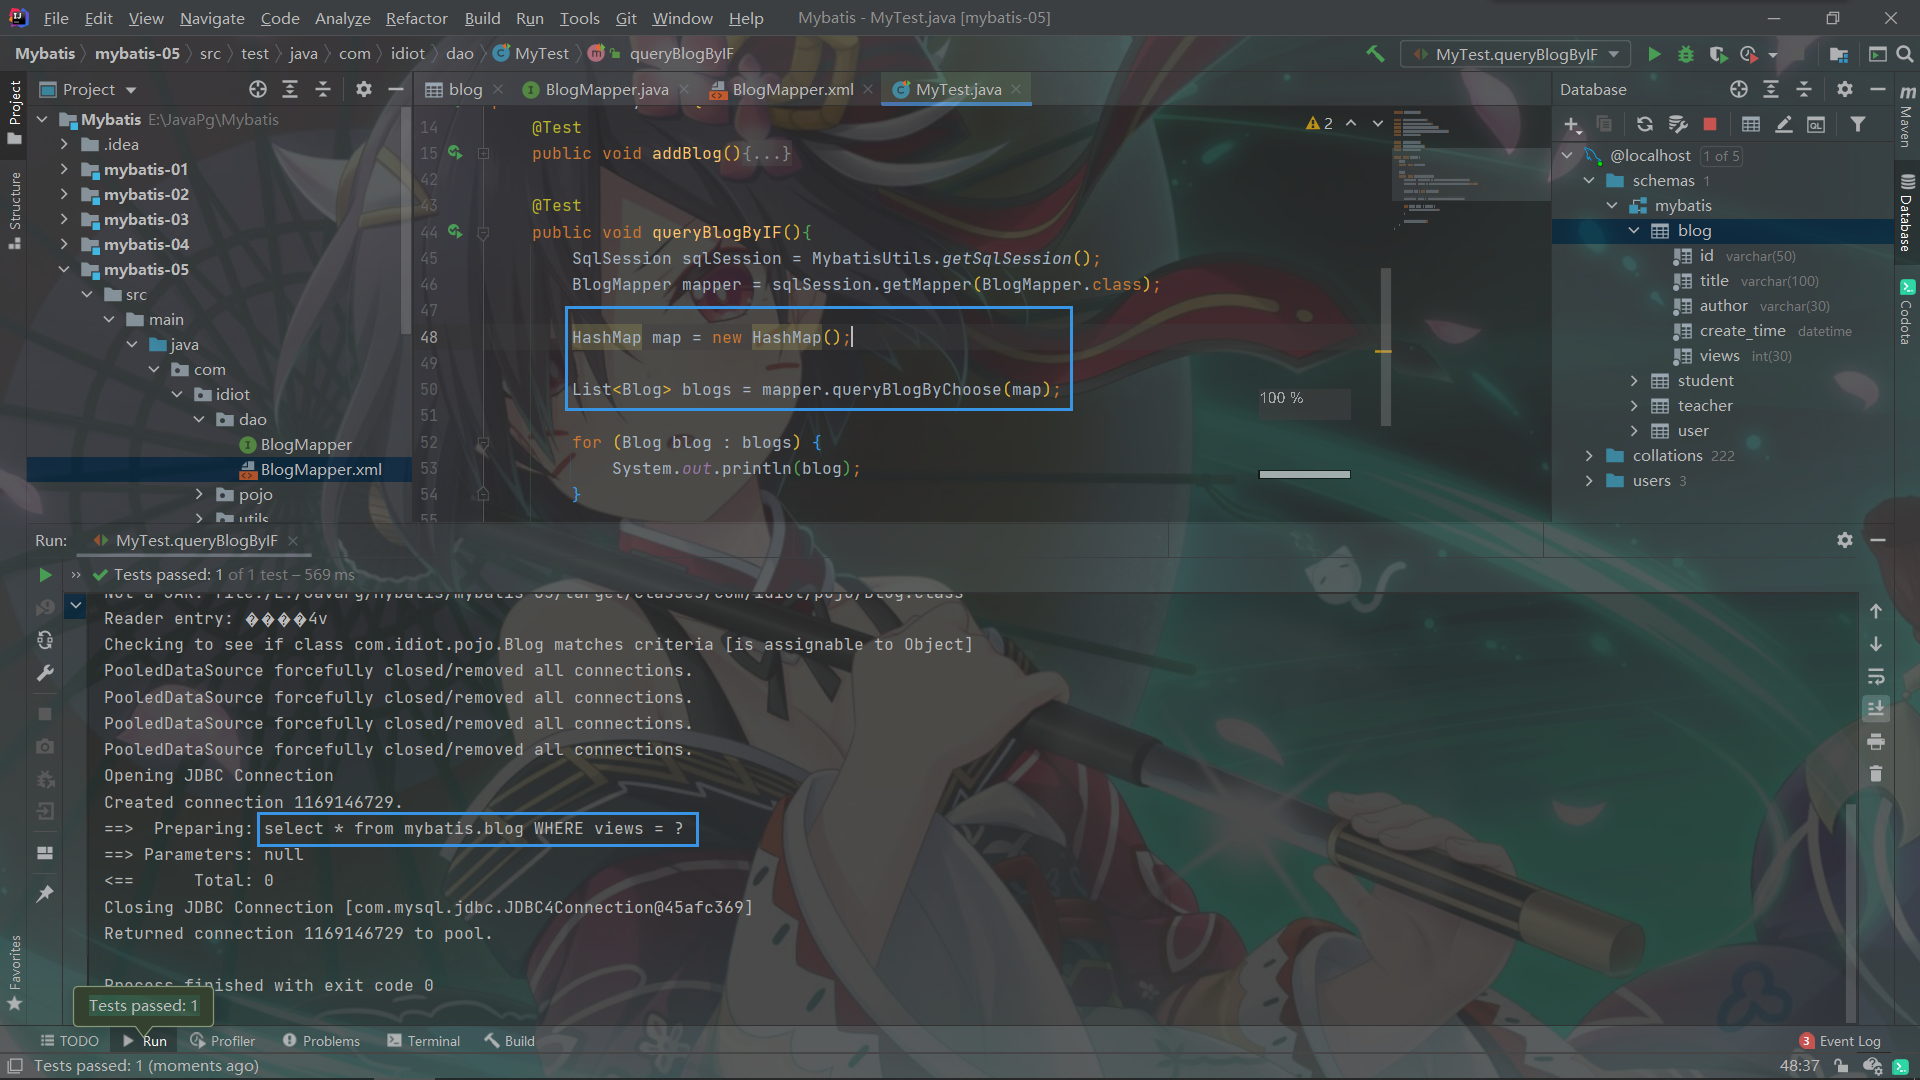 File Edit View Navigate Code Analyze Refactor Build Run Tools Git Window Help Mybatis - MyTest.java [mybatis-05]
Mybatis mybatis-05 src test java com idiot dao MyTest queryBlogByIF MyTest.queryBlogByIF
Project
Structure
Favorites
Project
Mybatis E:\JavaPg\Mybatis
.idea
mybatis-01
mybatis-02
mybatis-03
mybatis-04
mybatis-05
src
main
java
com
idiot
dao
BlogMapper
BlogMapper.xml
pojo
utils
blog BlogMapper.java BlogMapper.xml MyTest.java
2
14 @Test
15 public void addBlog(){...}
42
43 @Test
44 public void queryBlogByIF(){
45 SqlSession sqlSession = MybatisUtils.getSqlSession();
46 BlogMapper mapper = sqlSession.getMapper(BlogMapper.class);
47
48 HashMap map = new HashMap();
49
50 List<Blog> blogs = mapper.queryBlogByChoose(map);
51
52 for (Blog blog : blogs) {
53 System.out.println(blog);
54 }
55
100 %
Database
@localhost 1 of 5
schemas 1
mybatis
blog
id varchar(50)
title varchar(100)
author varchar(30)
create_time datetime
views int(30)
student
teacher
user
collations 222
users 3
Maven
Database
Codota
Run: MyTest.queryBlogByIF
Tests passed: 1 of 1 test – 569 ms
Not a JAR: file:/E:/JavaPg/Mybatis/mybatis-05/target/classes/com/idiot/pojo/Blog.class
Reader entry: ����4v
Checking to see if class com.idiot.pojo.Blog matches criteria [is assignable to Object]
PooledDataSource forcefully closed/removed all connections.
PooledDataSource forcefully closed/removed all connections.
PooledDataSource forcefully closed/removed all connections.
PooledDataSource forcefully closed/removed all connections.
Opening JDBC Connection
Created connection 1169146729.
==> Preparing: select * from mybatis.blog WHERE views = ?
==> Parameters: null
<== Total: 0
Closing JDBC Connection [com.mysql.jdbc.JDBC4Connection@45afc369]
Returned connection 1169146729 to pool.
Process finished with exit code 0
Tests passed: 1
TODO Run Profiler Problems Terminal Build 3 Event Log
Tests passed: 1 (moments ago) 48:37